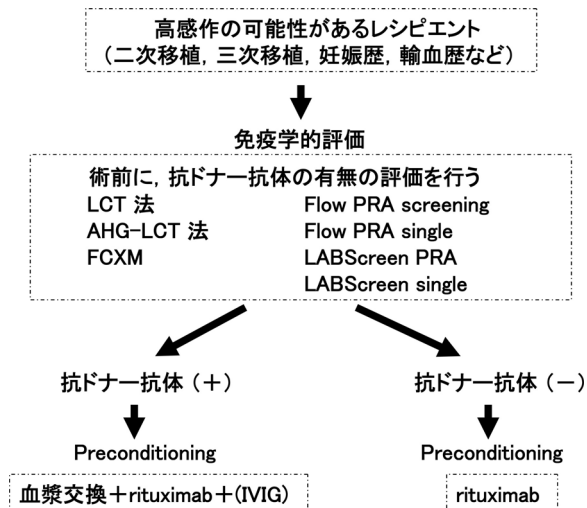 高感作の可能性があるレシピエント
(二次移植, 三次移植, 妊娠歴, 輸血歴など)
免疫学的評価
術前に, 抗ドナー抗体の有無の評価を行う
LCT 法 Flow PRA screening
AHG-LCT 法 Flow PRA single
FCXM LABScreen PRA
LABScreen single
抗ドナー抗体 (+) 抗ドナー抗体 (-)
Preconditioning Preconditioning
血漿交換+rituximab+(IVIG) rituximab